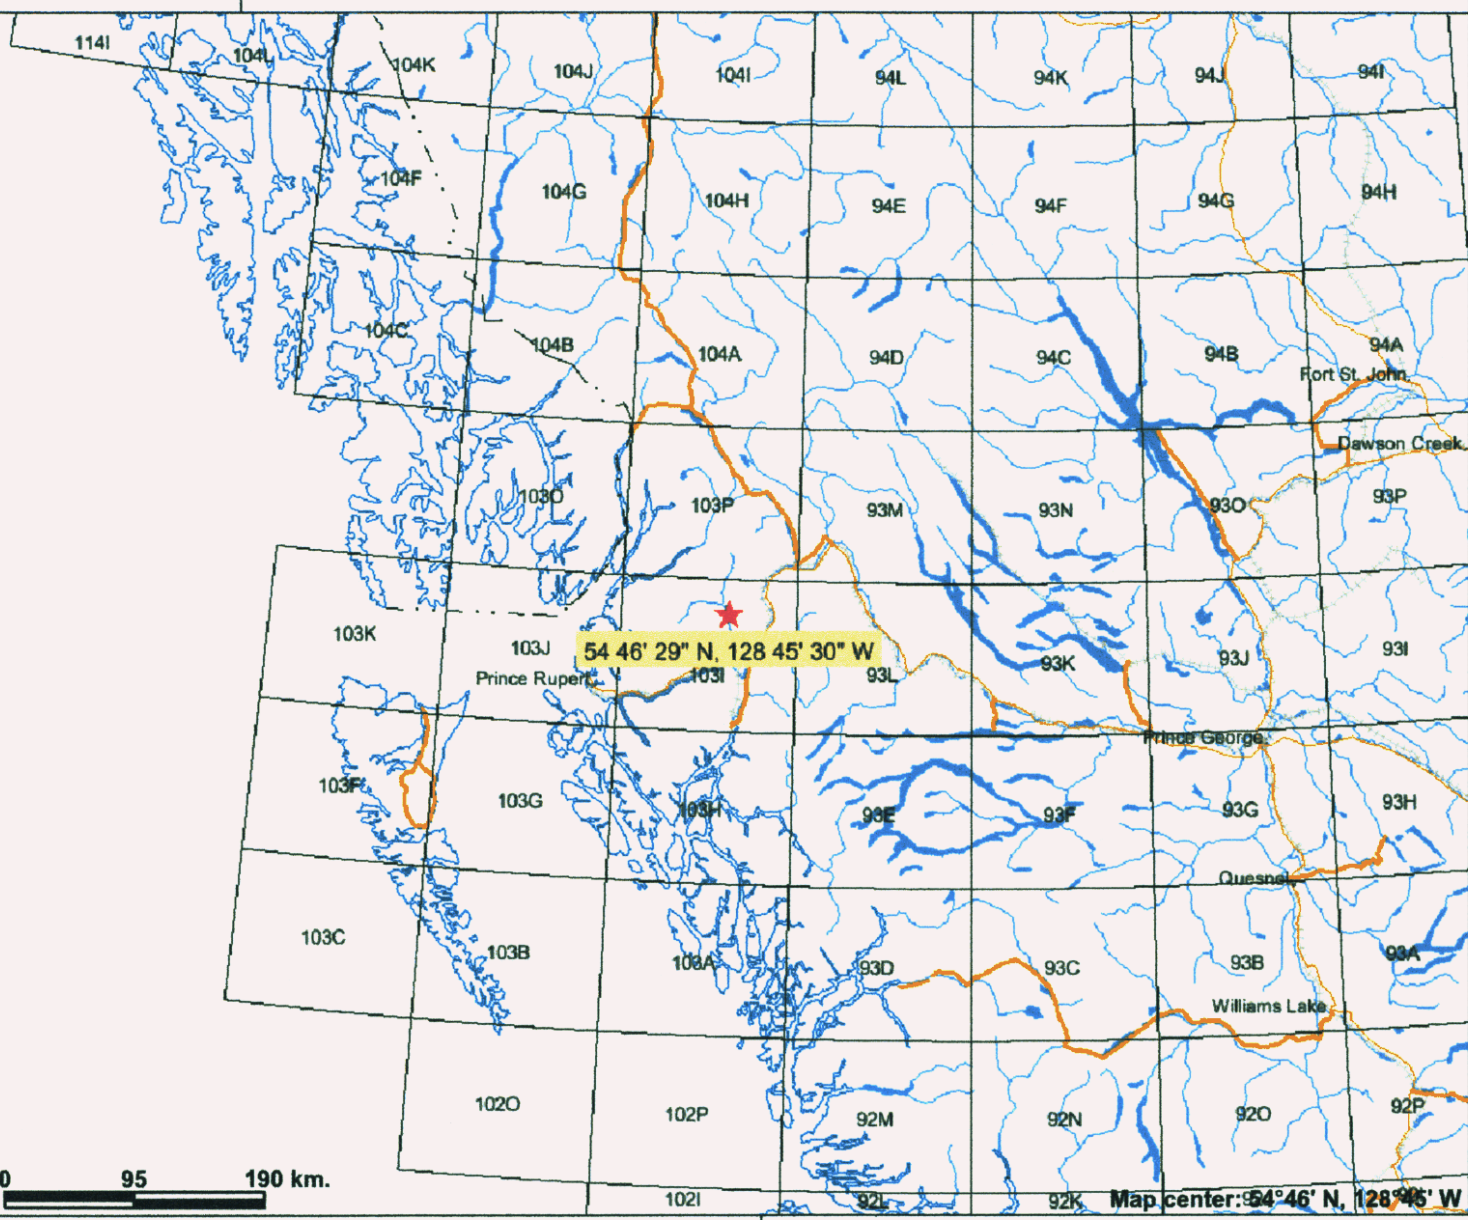 114I 104L 104K 104J 104I 94L 94K 94J 94I
104F 104G 104H 94E 94F 94G 94H
104C 104B 104A 94D 94C 94B 94A
Fort St. John
Dawson Creek
103O 103P 93M 93N 93O 93P
103K 103J 93K 93J 93I
54 46' 29" N, 128 45' 30" W
Prince Rupert 103I 93L
Prince George
103F 103G 103H 93E 93F 93G 93H
Quesnel
103C 103B 103A 93D 93C 93B 93A
Williams Lake
102O 102P 92M 92N 92O 92P
0 95 190 km.
102I 92L 92K Map center: 54°46' N, 128°45' W